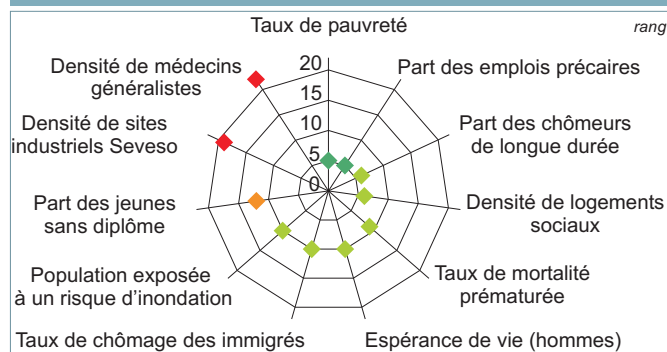 Taux de pauvreté
rang
Densité de médecins
généralistes
Part des emplois précaires
Densité de sites
industriels Seveso
Part des chômeurs
de longue durée
20
15
10
5
0
Part des jeunes
sans diplôme
Densité de logements
sociaux
Population exposée
à un risque d’inondation
Taux de mortalité
prématurée
Taux de chômage des immigrés
Espérance de vie (hommes)